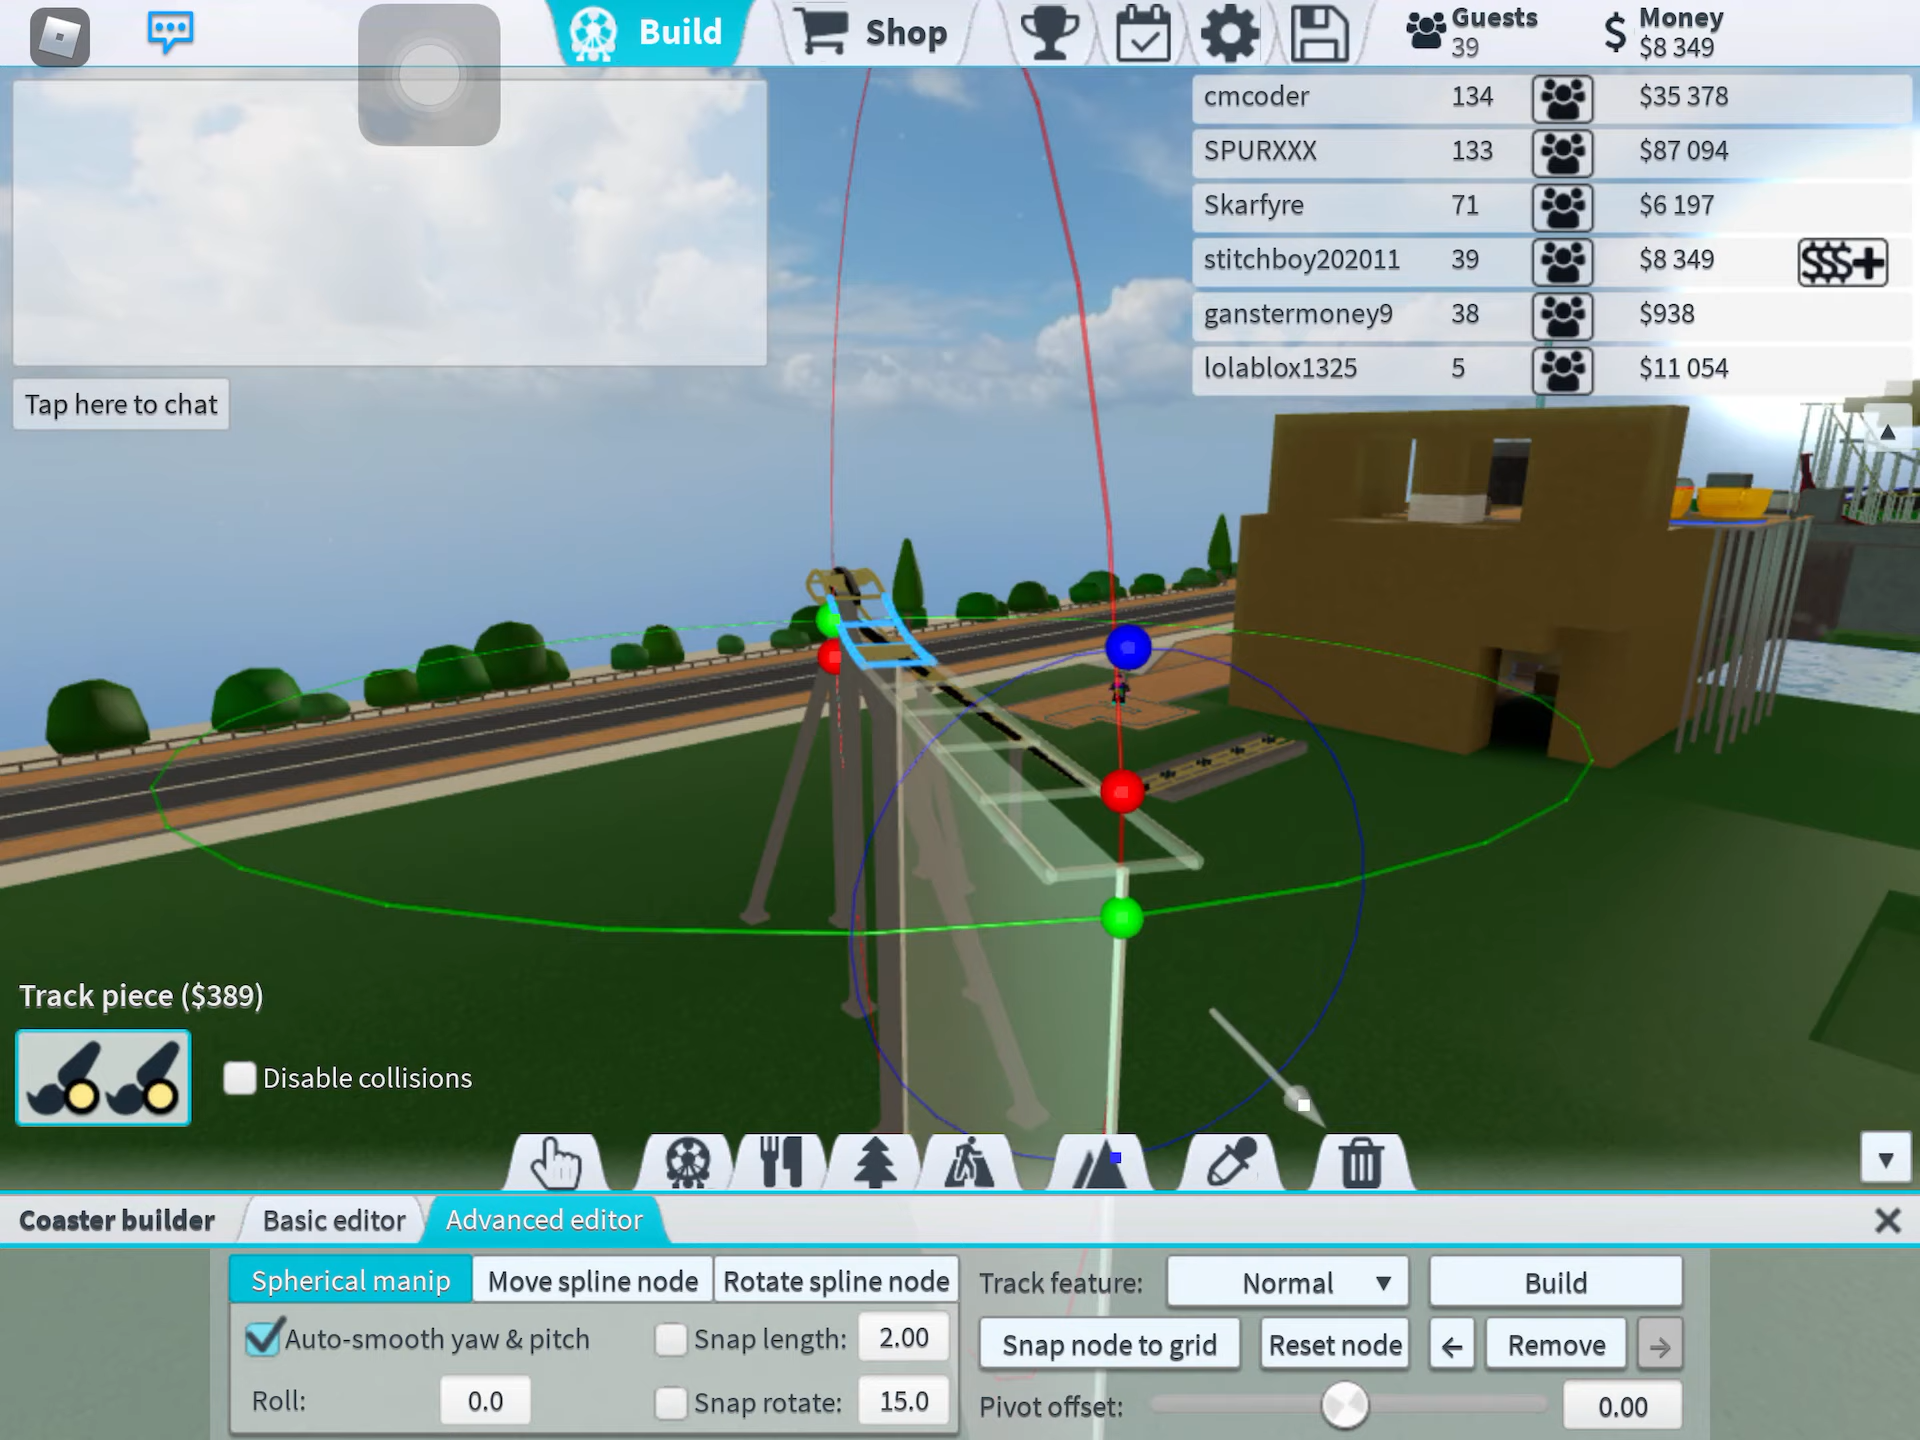 Build
Shop
Guests
39
Money
$8 349
cmcoder 134 $35 378
SPURXXX 133 $87 094
Skarfyre 71 $6 197
stitchboy202011 39 $8 349 $$$+
ganstermoney9 38 $938
lolablox1325 5 $11 054
Tap here to chat
Track piece ($389)
Disable collisions
Coaster builder
Basic editor
Advanced editor
Spherical manip
Move spline node
Rotate spline node
Track feature:
Normal
Build
Auto-smooth yaw & pitch
Snap length: 2.00
Snap node to grid
Reset node
Remove
Roll: 0.0
Snap rotate: 15.0
Pivot offset: 0.00